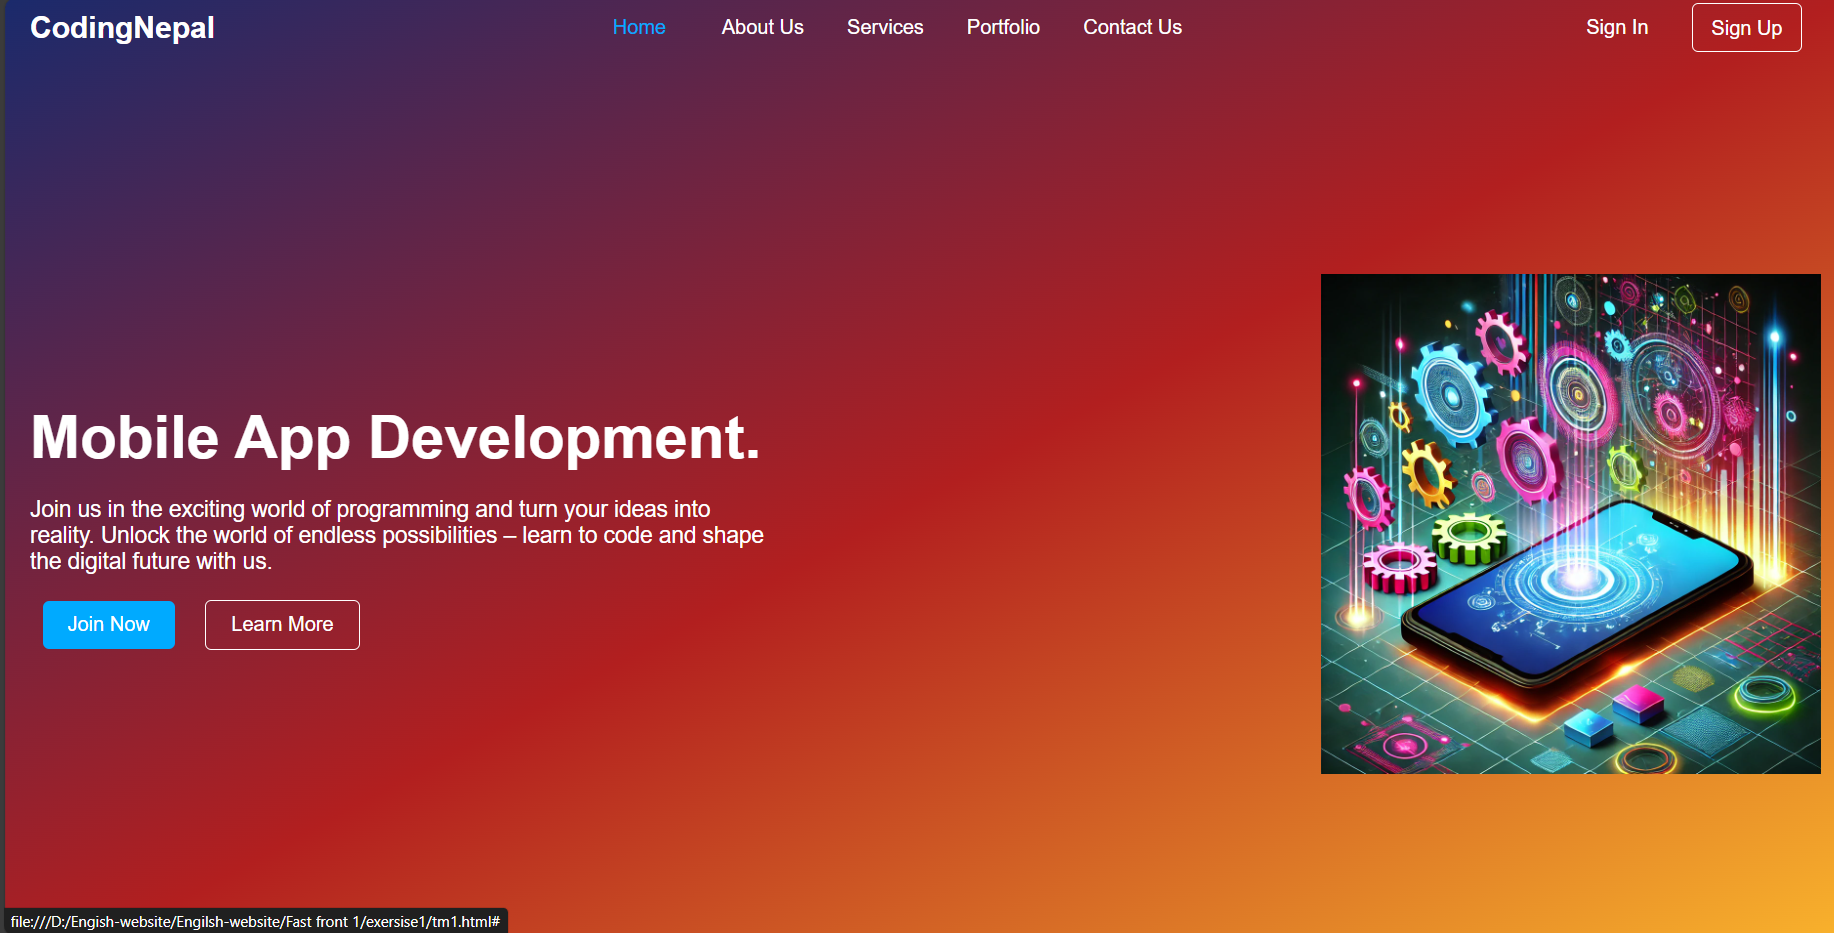 CodingNepal
Home About Us Services Portfolio Contact Us
Sign In Sign Up
Mobile App Development.
Join us in the exciting world of programming and turn your ideas into
reality. Unlock the world of endless possibilities – learn to code and shape
the digital future with us.
Join Now Learn More
file:///D:/Engish-website/Engilsh-website/Fast front 1/exersise1/tm1.html#